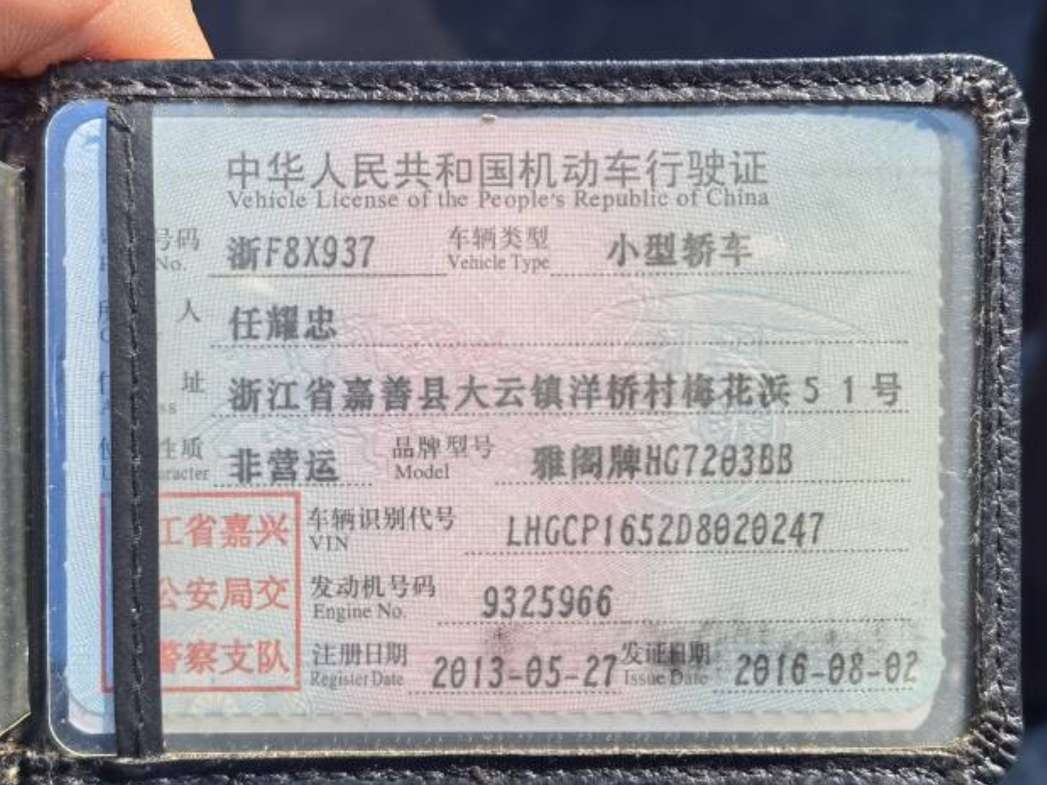 中华人民共和国机动车行驶证
Vehicle License of the People's Republic of China
号码 浙F8X937 车辆类型 小型轿车
No. Vehicle Type
人 任耀忠
址 浙江省嘉善县大云镇洋桥村梅花浜51号
性质 非营运 品牌型号 雅阁牌HG7203BB
racter Model
江省嘉兴 车辆识别代号 LHGCP1652D8020247
VIN
公安局交 发动机号码 9325966
Engine No.
警察支队 注册日期 2013-05-27 发证日期 2016-08-02
Register Date Issue Date